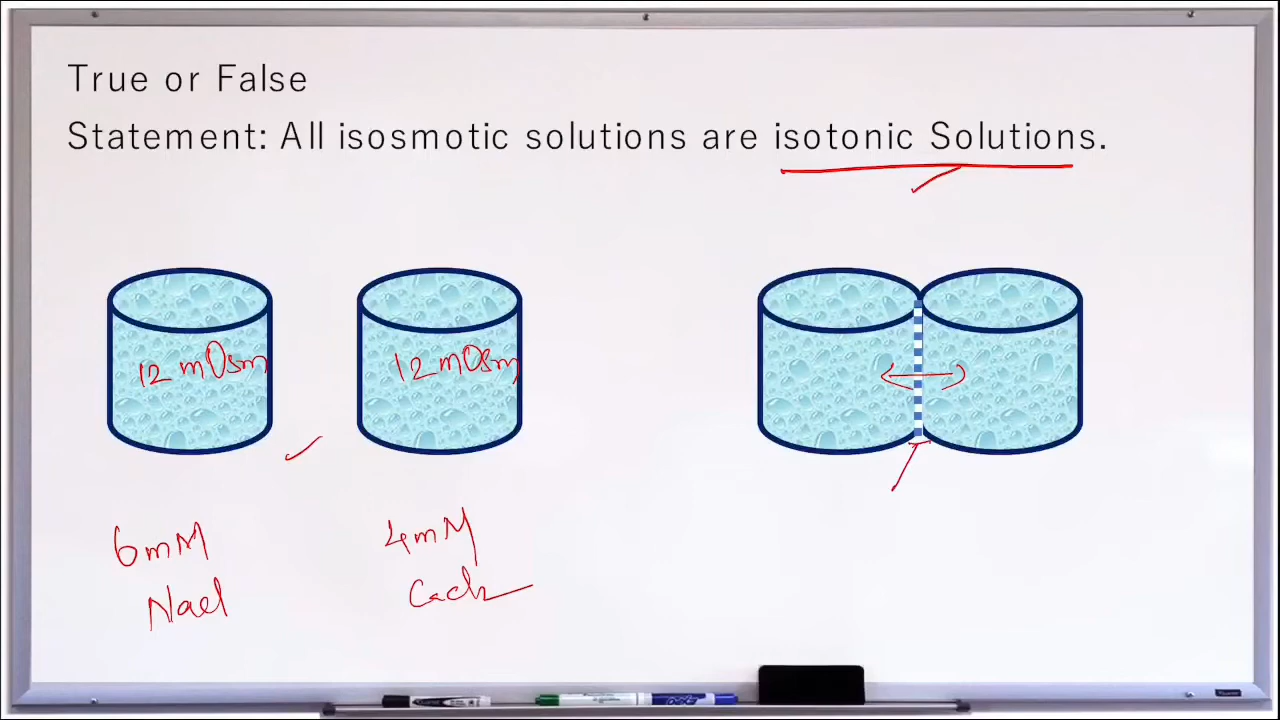 True or False
Statement: All isosmotic solutions are isotonic Solutions.
12 mOsm 12 mOsm
6mM 4mM
Nacl Cacl2